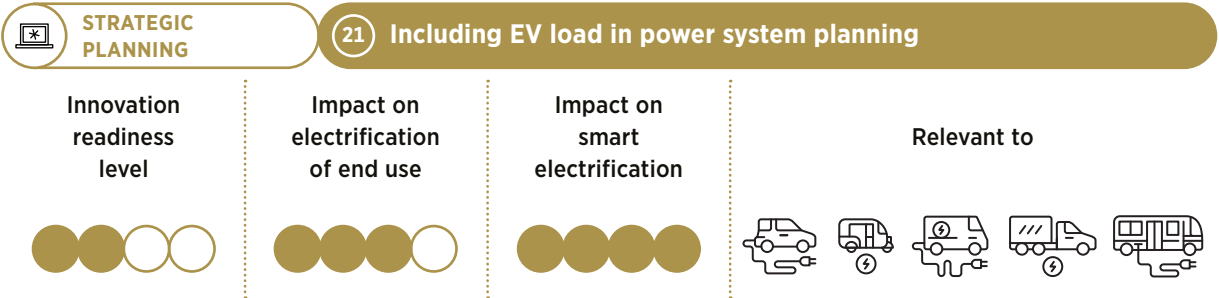 STRATEGIC
PLANNING
21 Including EV load in power system planning
Innovation
readiness
level
Impact on
electrification
of end use
Impact on
smart
electrification
Relevant to